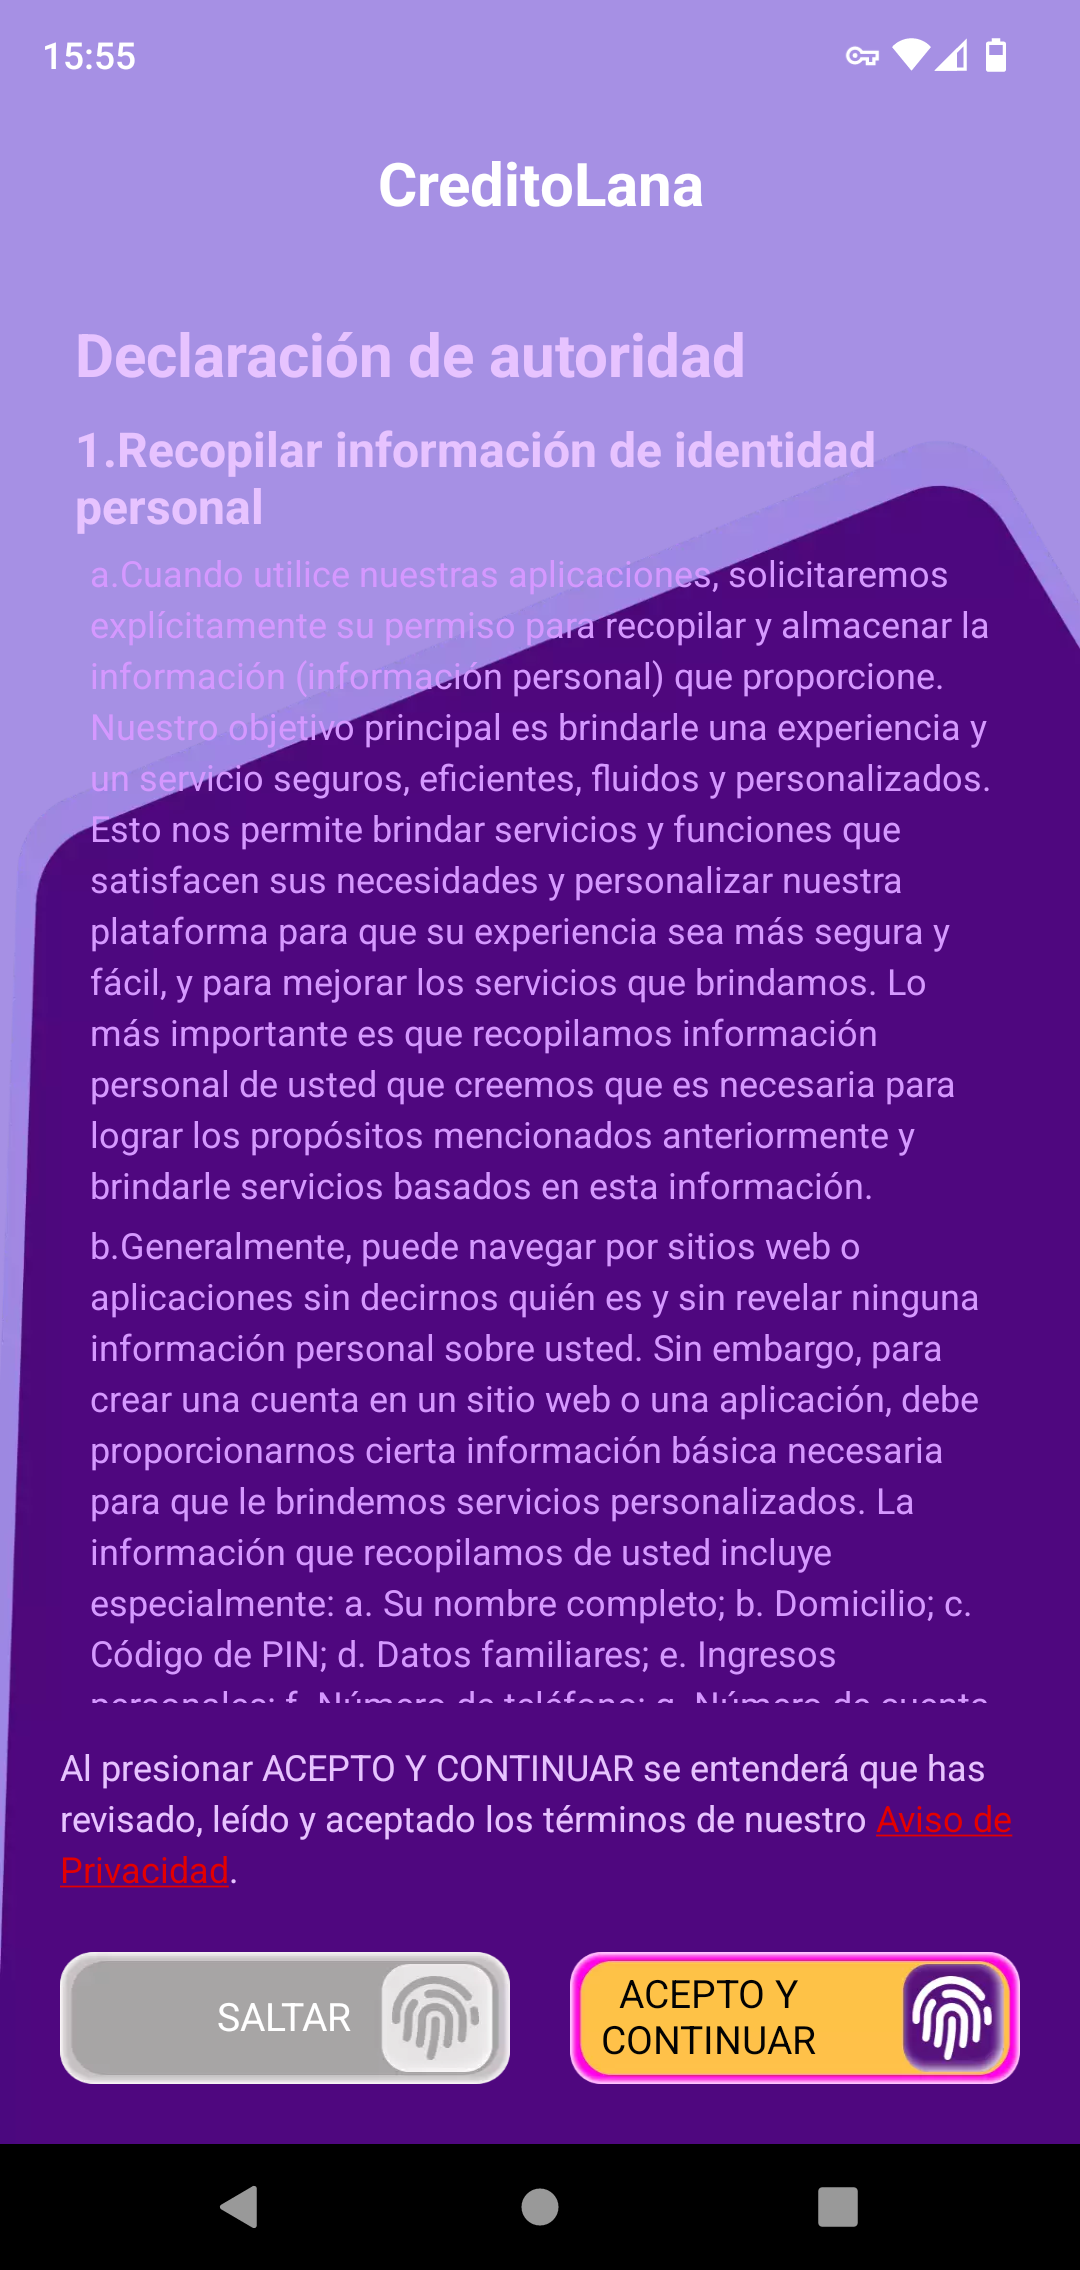 15:55
CreditoLana
Declaración de autoridad
1.Recopilar información de identidad
personal
a.Cuando utilice nuestras aplicaciones, solicitaremos
explícitamente su permiso para recopilar y almacenar la
información (información personal) que proporcione.
Nuestro objetivo principal es brindarle una experiencia y
un servicio seguros, eficientes, fluidos y personalizados.
Esto nos permite brindar servicios y funciones que
satisfacen sus necesidades y personalizar nuestra
plataforma para que su experiencia sea más segura y
fácil, y para mejorar los servicios que brindamos. Lo
más importante es que recopilamos información
personal de usted que creemos que es necesaria para
lograr los propósitos mencionados anteriormente y
brindarle servicios basados en esta información.
b.Generalmente, puede navegar por sitios web o
aplicaciones sin decirnos quién es y sin revelar ninguna
información personal sobre usted. Sin embargo, para
crear una cuenta en un sitio web o una aplicación, debe
proporcionarnos cierta información básica necesaria
para que le brindemos servicios personalizados. La
información que recopilamos de usted incluye
especialmente: a. Su nombre completo; b. Domicilio; c.
Código de PIN; d. Datos familiares; e. Ingresos
personales; f. Número de teléfono; g. Número de cuenta
Al presionar ACEPTO Y CONTINUAR se entenderá que has
revisado, leído y aceptado los términos de nuestro Aviso de
Privacidad.
SALTAR
ACEPTO Y
CONTINUAR